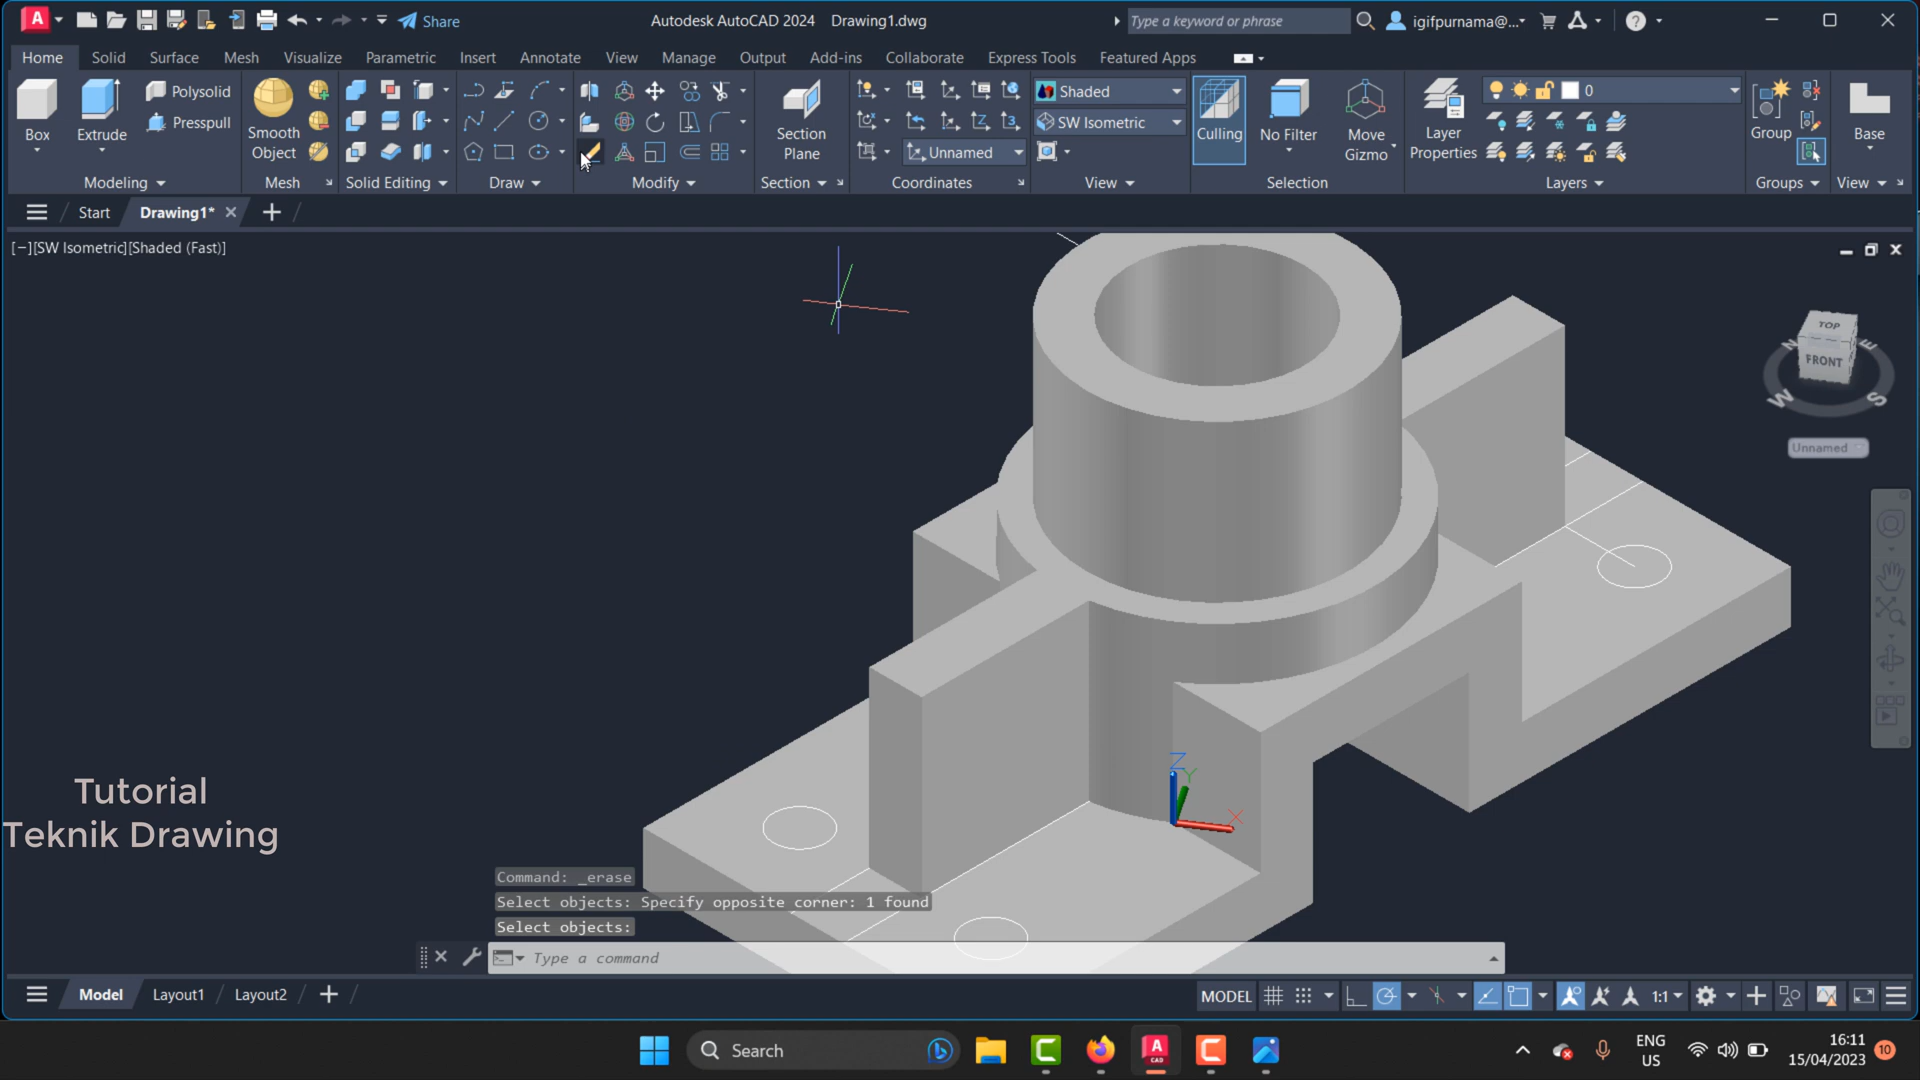 Share
Autodesk AutoCAD 2024 Drawing1.dwg
Type a keyword or phrase
igifpurnama@...
Home Solid Surface Mesh Visualize Parametric Insert Annotate View Manage Output Add-ins Collaborate Express Tools Featured Apps
Box
Extrude
Polysolid
Presspull
Modeling
Smooth
Object
Mesh
Solid Editing
Draw
Modify
Section
Plane
Section
Unnamed
Coordinates
Shaded
SW Isometric
View
Culling
No Filter
Move
Gizmo
Selection
Layer
Properties
0
Layers
Group
Groups
Base
View
Start
Drawing1*
[−][SW Isometric][Shaded (Fast)]
TOP
FRONT
N
E
W
S
Unnamed
Z
Y
X
Tutorial
Teknik Drawing
Command: _erase
Select objects: Specify opposite corner: 1 found
Select objects:
Type a command
Model
Layout1
Layout2
MODEL
1:1
Search
A
CAD
ENG
US
16:11
15/04/2023
10